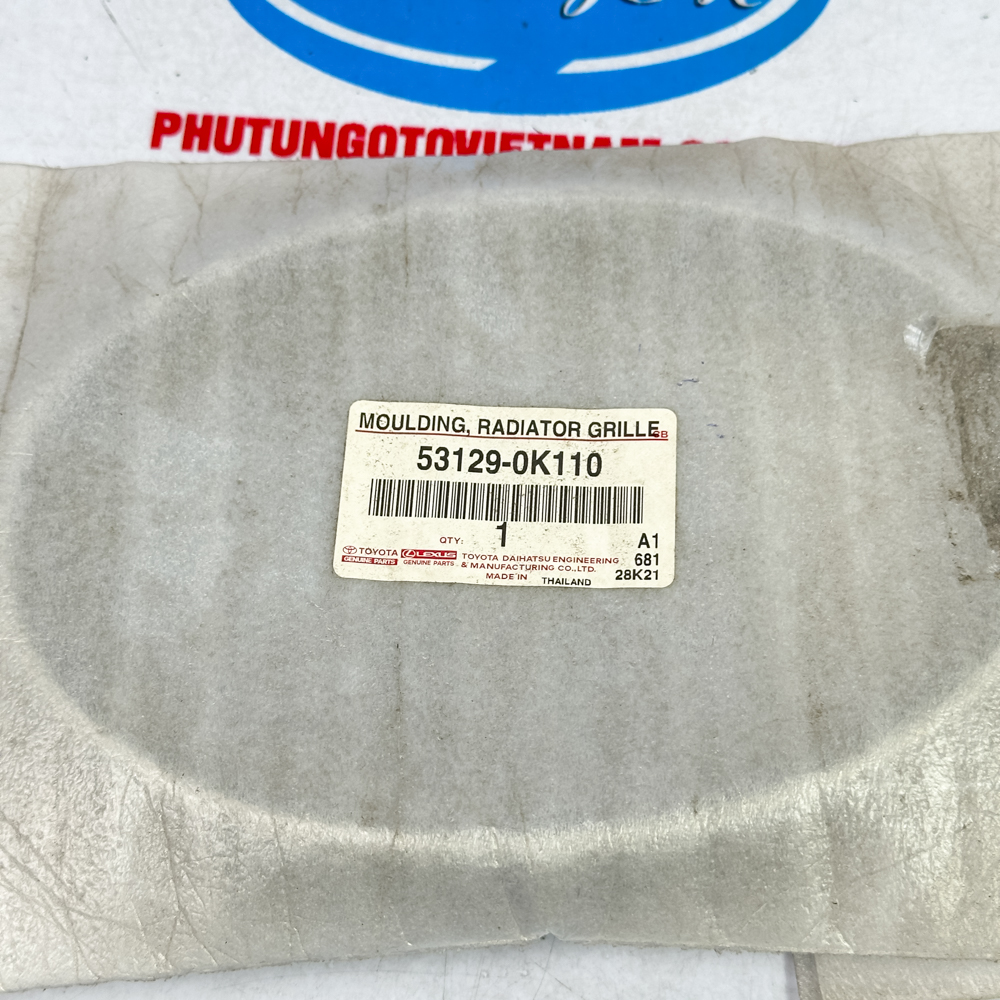 PHUTUNGOTOVIETNAM
MOULDING, RADIATOR GRILLE
53129-0K110
QTY: 1
A1
TOYOTA
GENUINE PARTS
LEXUS
GENUINE PARTS
TOYOTA DAIHATSU ENGINEERING
& MANUFACTURING CO.,LTD.
MADE IN THAILAND
681
28K21